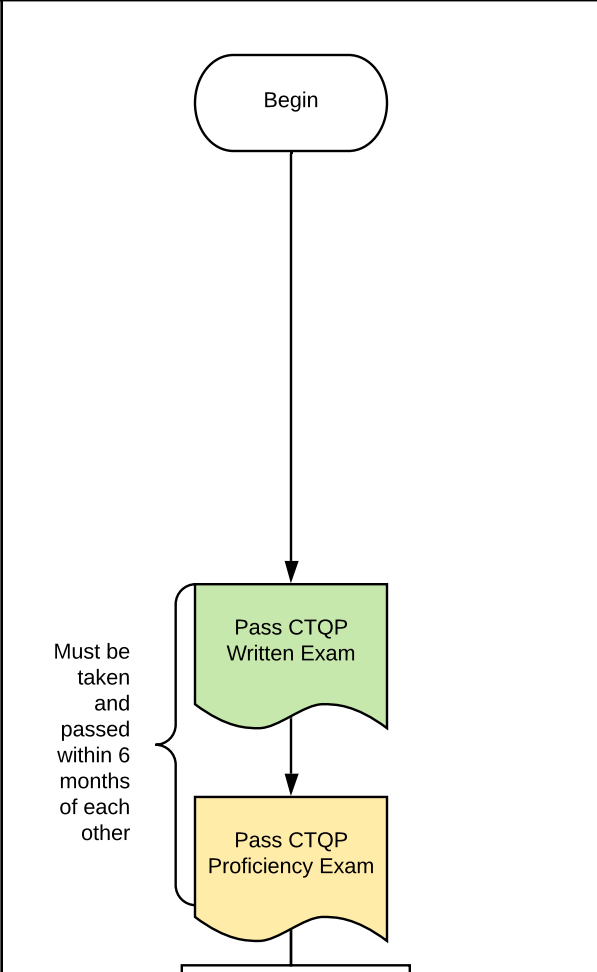 Begin
Pass CTQP
Written Exam
Must be
taken
and
passed
within 6
months
of each
other
Pass CTQP
Proficiency Exam